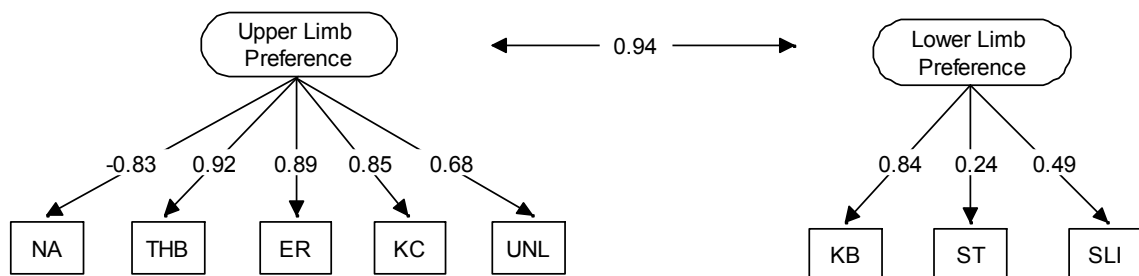 Upper Limb
Preference
0.94
Lower Limb
Preference
-0.83
0.92
0.89
0.85
0.68
0.84
0.24
0.49
NA
THB
ER
KC
UNL
KB
ST
SLI